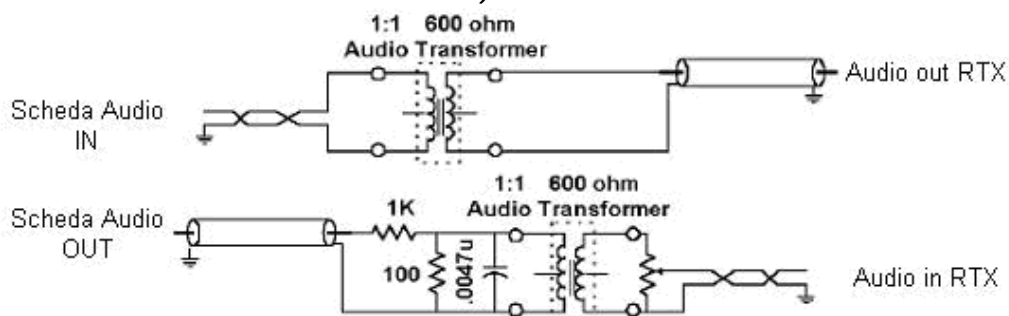 1:1 600 ohm
Audio Transformer
Audio out RTX
Scheda Audio
IN
1:1 600 ohm
Audio Transformer
Scheda Audio
OUT
1K
100
.0047u
Audio in RTX